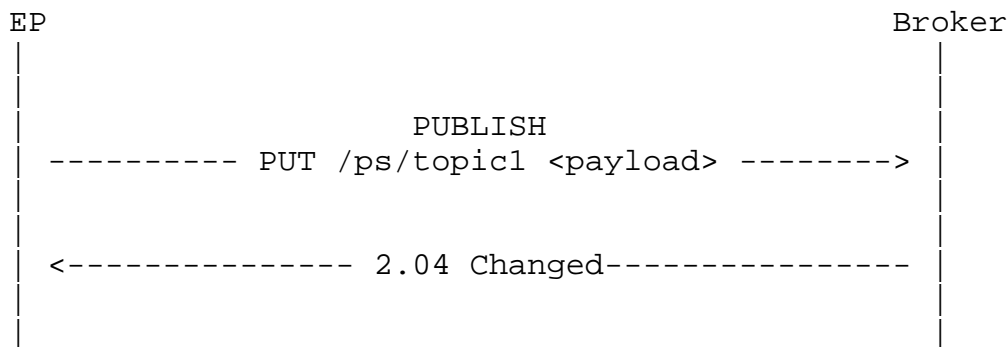 EP Broker
PUBLISH
---------- PUT /ps/topic1 <payload> -------->
<--------------- 2.04 Changed----------------